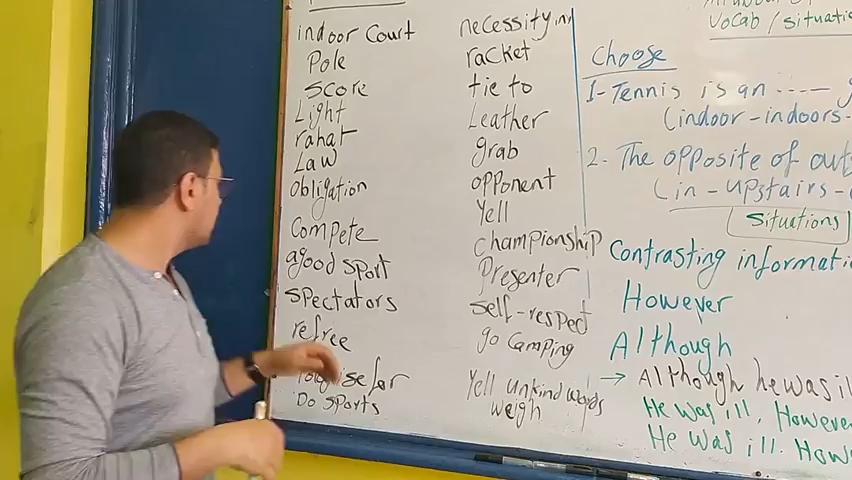 indoor Court
Pole
score
Light
rahat
Law
obligation
Compete
agood sport
spectators
refree
Do sports
necessity
racket
tie to
Leather
grab
opponent
Yell
championship
Presenter
self-respect
go Camping
Yell unkind words
weigh
vocab / situatio
Choose
1- Tennis is an ----
(indoor - indoors-
2. The opposite of out
(in - upstairs -
situations
Contrasting informati
However
Although
→ Although he was il
He was ill, However
He was ill. Howe